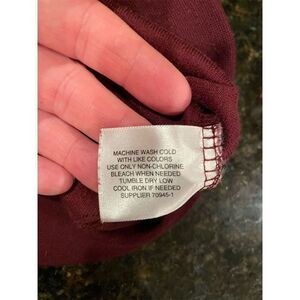 MACHINE WASH COLD
WITH LIKE COLORS
USE ONLY NON-CHLORINE
BLEACH WHEN NEEDED
TUMBLE DRY LOW
COOL IRON IF NEEDED
SUPPLIER 70945-1